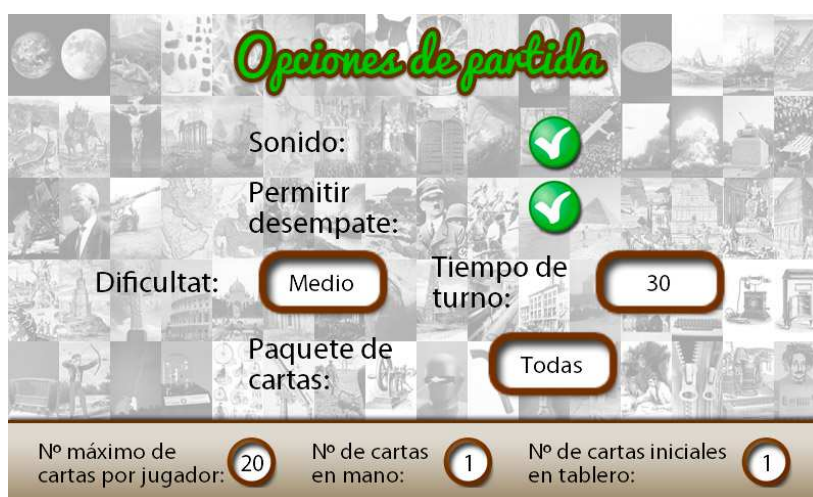 Opciones de partida
Sonido:
Permitir
desempate:
Dificultat:
Medio
Tiempo de
turno:
30
Paquete de
cartas:
Todas
Nº máximo de
cartas por jugador:
20
Nº de cartas
en mano:
1
Nº de cartas iniciales
en tablero:
1